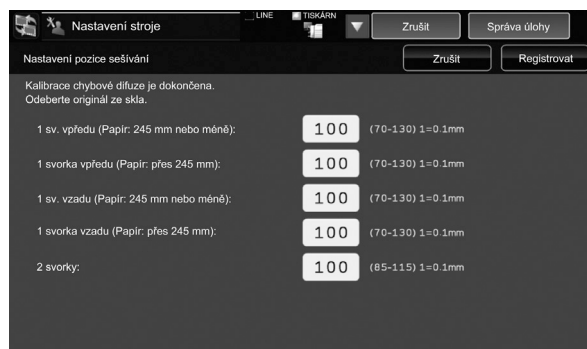 Nastavení stroje
LINE
TISKÁRN
Zrušit
Správa úlohy
Nastavení pozice sešívání
Zrušit
Registrovat
Kalibrace chybové difuze je dokončena.
Odeberte originál ze skla.
1 sv. vpředu (Papír: 245 mm nebo méně): 100 (70-130) 1=0.1mm
1 svorka vpředu (Papír: přes 245 mm): 100 (70-130) 1=0.1mm
1 sv. vzadu (Papír: 245 mm nebo méně): 100 (70-130) 1=0.1mm
1 svorka vzadu (Papír: přes 245 mm): 100 (70-130) 1=0.1mm
2 svorky: 100 (85-115) 1=0.1mm